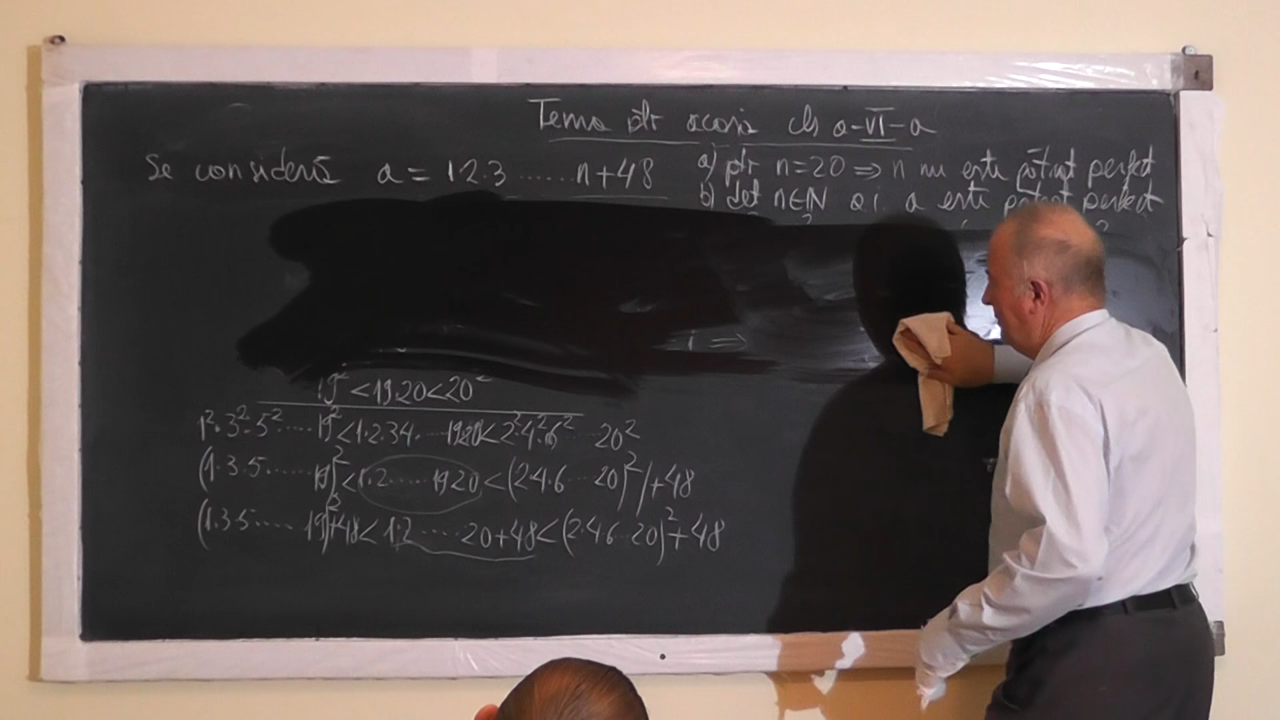 Tema ptr acasă cls a-VI-a
Se consideră a = 1·2·3 ...... n+48
a) ptr n=20 ⇒ n nu este pătrat perfect
b) det n∈ℕ a.i. a este pătrat perfect
⇒
19² < 19·20 < 20²
1²·3²·5² .... 19² < 1·2·3·4· ... 19·20 < 2²·4²·6² ... 20²
(1·3·5 ...... 19)² < 1·2 ..... 19·20 < (2·4·6 ... 20)² / +48
(1·3·5 .... 19)² + 48 < 1·2 ..... 20+48 < (2·4·6 .. 20)² + 48